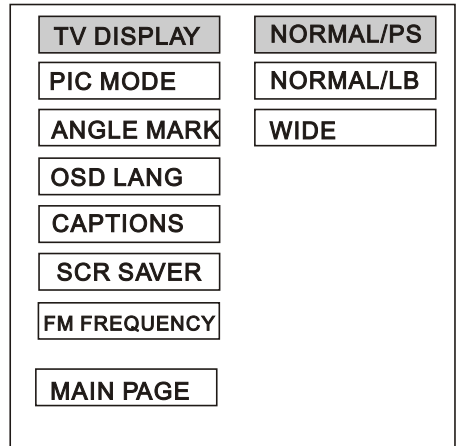 TV DISPLAY
NORMAL/PS
PIC MODE
NORMAL/LB
ANGLE MARK
WIDE
OSD LANG
CAPTIONS
SCR SAVER
FM FREQUENCY
MAIN PAGE